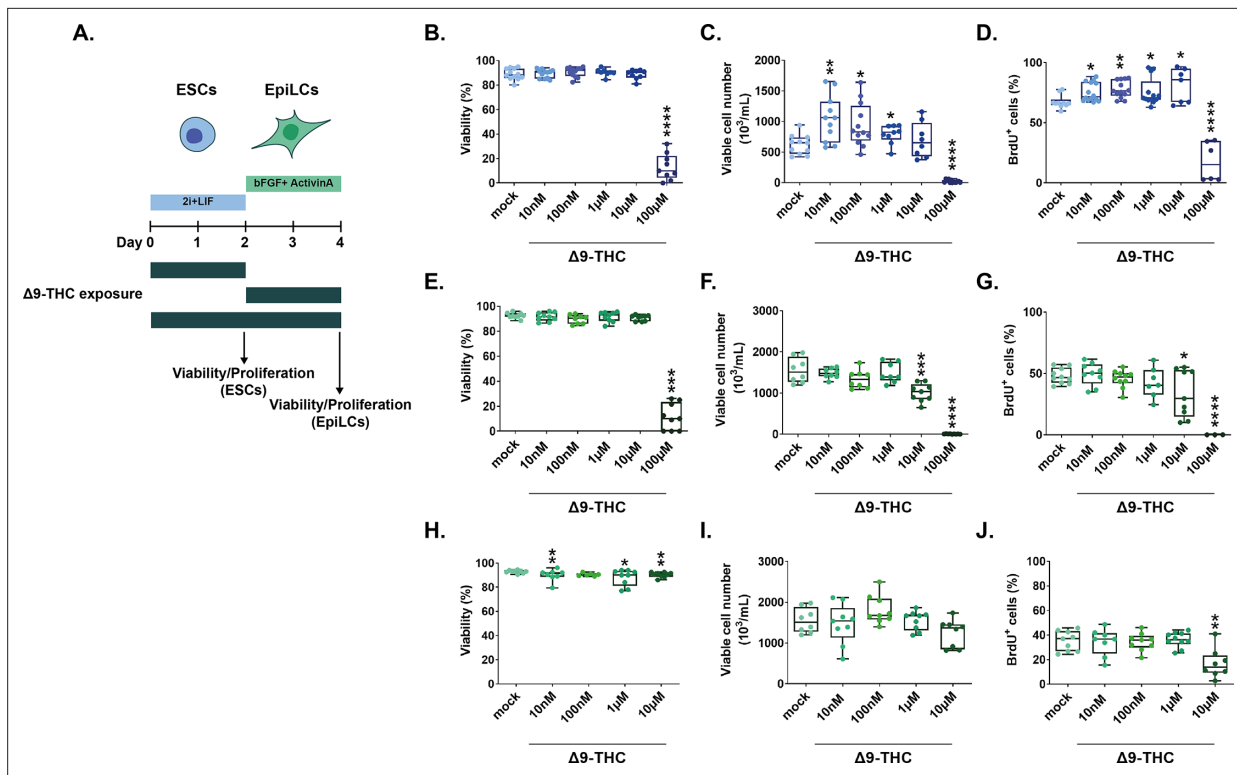 A.
ESCs
EpiLCs
bFGF+ ActivinA
2i+LIF
Day 0 1 2 3 4
Δ9-THC exposure
Viability/Proliferation
(ESCs)
Viability/Proliferation
(EpiLCs)
B.
Viability (%)
100
80
60
40
20
0
****
mock 10nM 100nM 1µM 10µM 100µM
Δ9-THC
C.
Viable cell number
(10³/mL)
2000
1500
1000
500
0
** * * ****
mock 10nM 100nM 1µM 10µM 100µM
Δ9-THC
D.
BrdU⁺ cells (%)
100
50
0
* ** * * ****
mock 10nM 100nM 1µM 10µM 100µM
Δ9-THC
E.
Viability (%)
100
80
60
40
20
0
****
mock 10nM 100nM 1µM 10µM 100µM
Δ9-THC
F.
Viable cell number
(10³/mL)
3000
2000
1000
0
*** ****
mock 10nM 100nM 1µM 10µM 100µM
Δ9-THC
G.
BrdU⁺ cells (%)
100
50
0
* ****
mock 10nM 100nM 1µM 10µM 100µM
Δ9-THC
H.
Viability (%)
100
80
60
40
20
0
** * **
mock 10nM 100nM 1µM 10µM
Δ9-THC
I.
Viable cell number
(10³/mL)
3000
2000
1000
0
mock 10nM 100nM 1µM 10µM
Δ9-THC
J.
BrdU⁺ cells (%)
100
80
60
40
20
0
**
mock 10nM 100nM 1µM 10µM
Δ9-THC